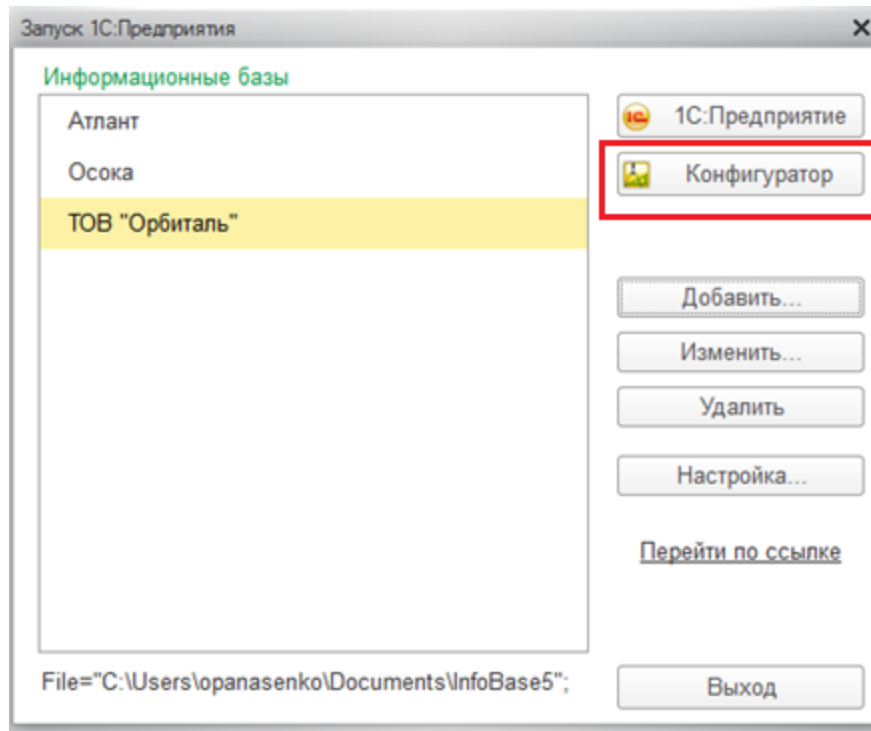 Запуск 1С:Предприятия
Информационные базы
Атлант
Осока
ТОВ "Орбиталь"
1С:Предприятие
Конфигуратор
Добавить...
Изменить...
Удалить
Настройка...
Перейти по ссылке
File="C:\Users\opanasenko\Documents\InfoBase5";
Выход